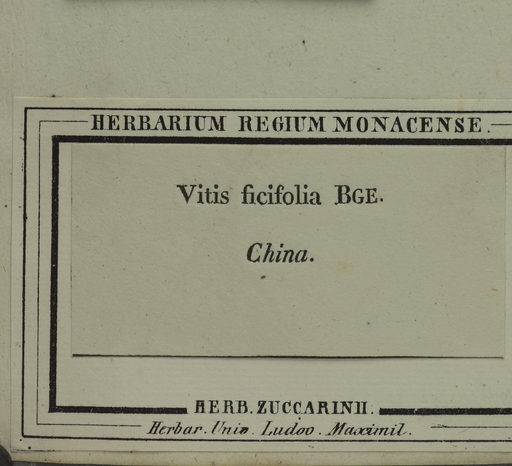 HERBARIUM REGIUM MONACENSE.
Vitis ficifolia BGE.
China.
HERB. ZUCCARINII.
Herbar. Univ. Ludov. Maximil.